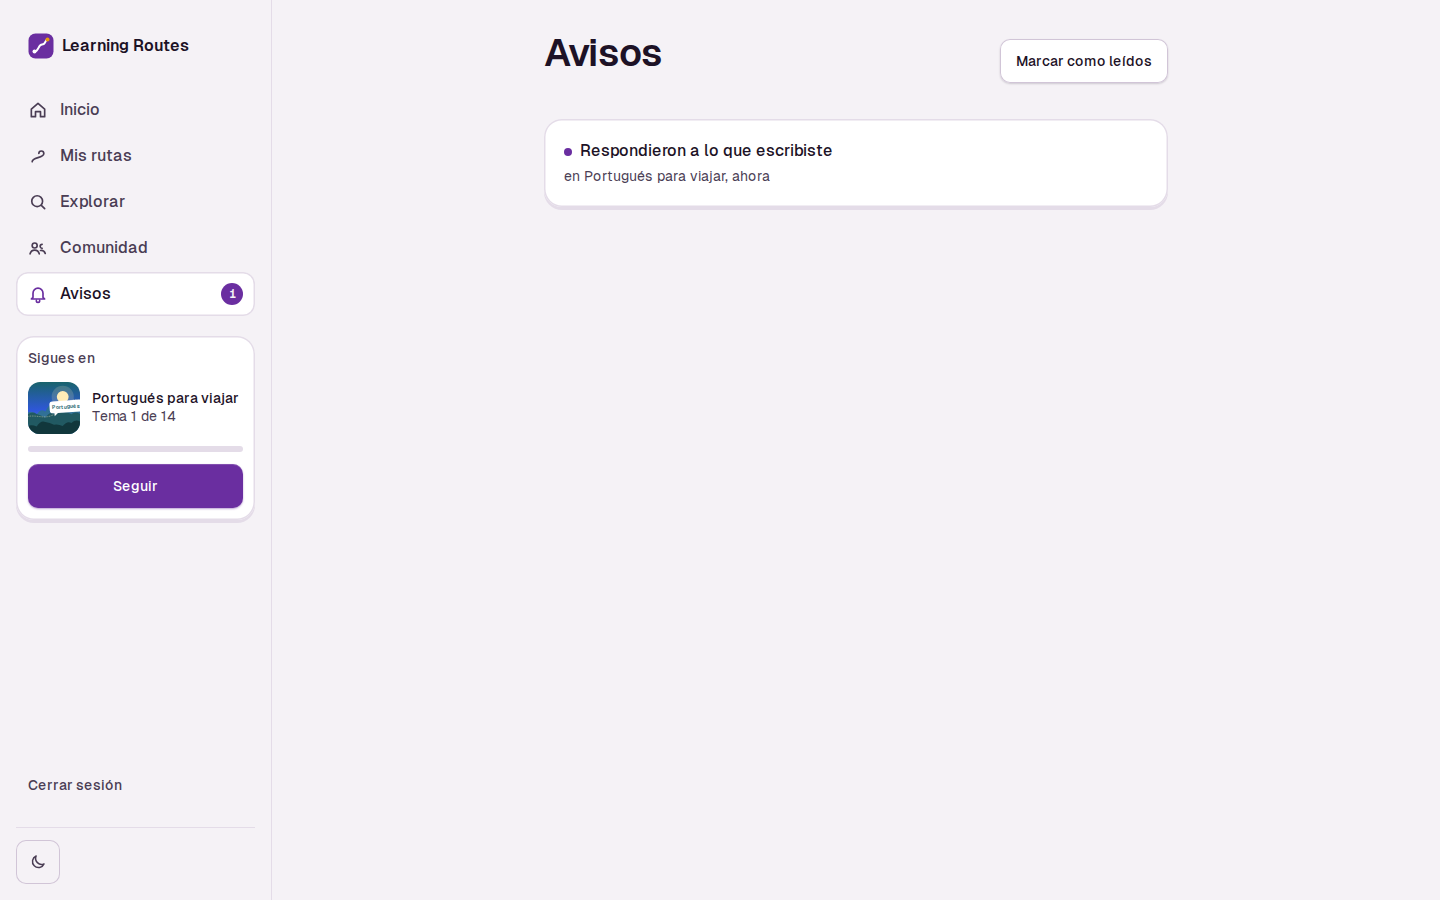 Learning Routes
Inicio
Mis rutas
Explorar
Comunidad
Avisos
1
Sigues en
Portugués para viajar
Tema 1 de 14
Seguir
Cerrar sesión
Avisos
Marcar como leídos
Respondieron a lo que escribiste
en Portugués para viajar, ahora